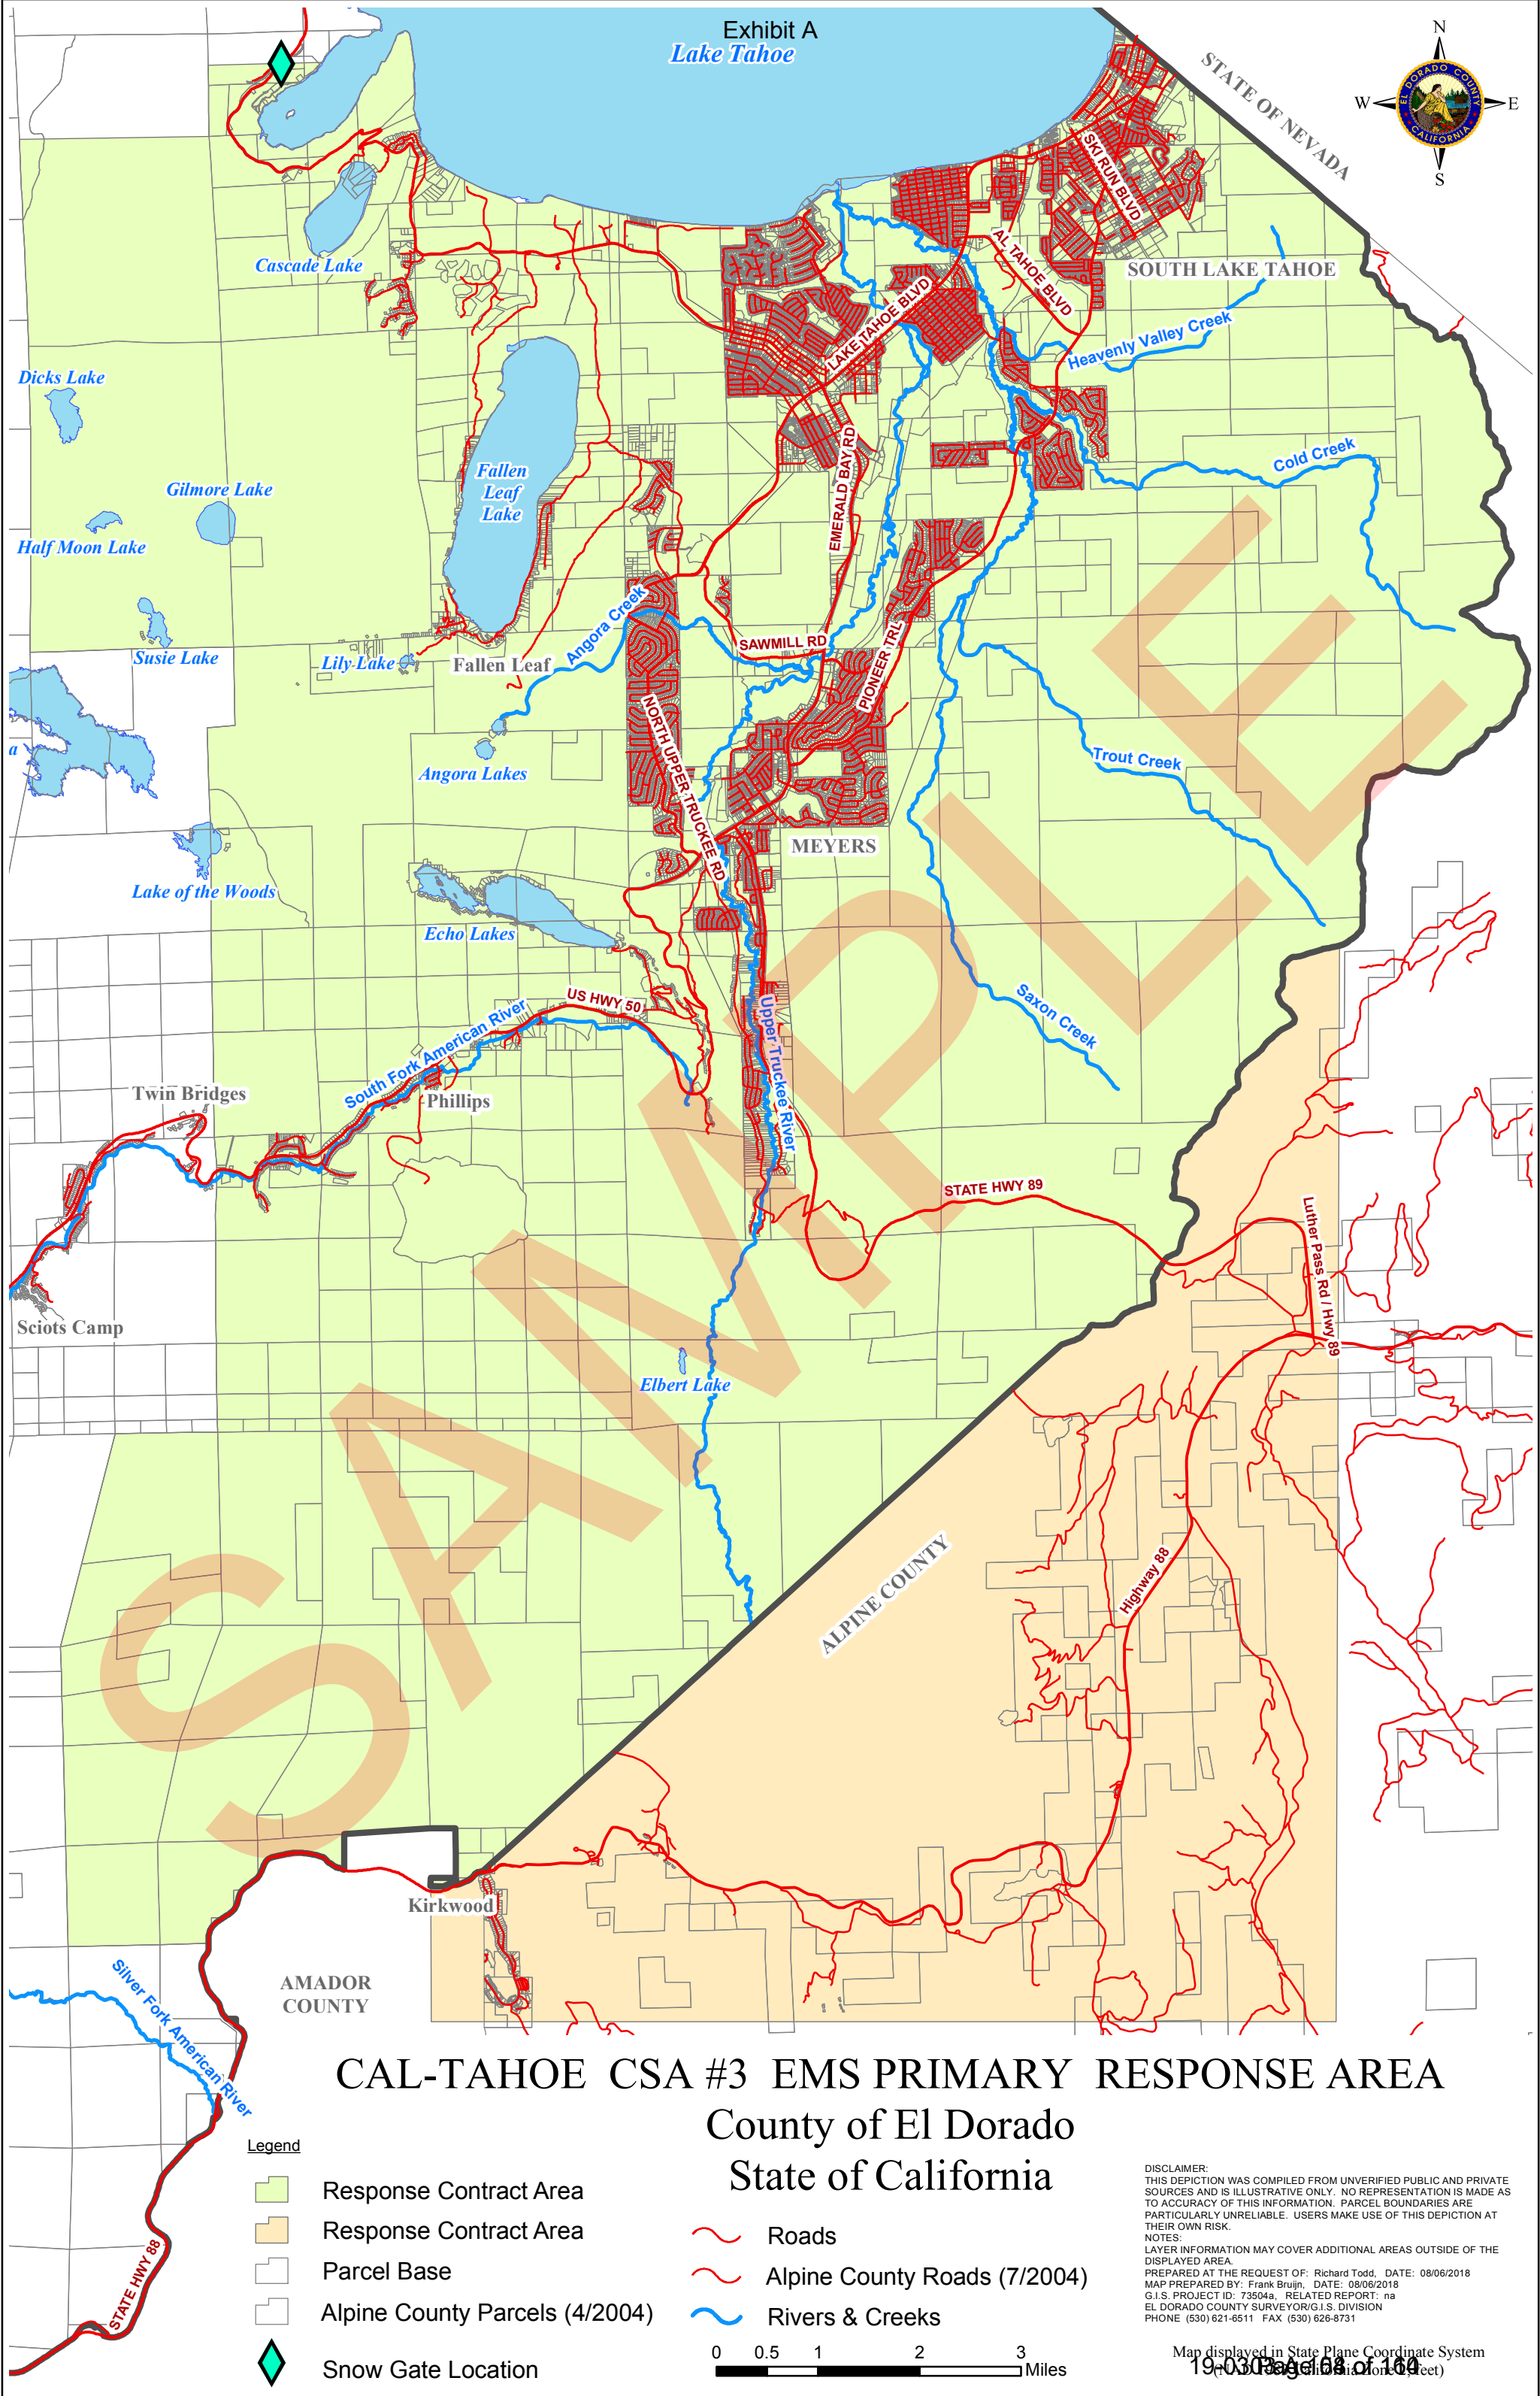 Exhibit A
Lake Tahoe
N
W
E
S
EL DORADO COUNTY
CALIFORNIA
STATE OF NEVADA
SKI RUN BLVD
AL TAHOE BLVD
SOUTH LAKE TAHOE
Cascade Lake
LAKE TAHOE BLVD
Heavenly Valley Creek
Dicks Lake
Cold Creek
Fallen
Leaf
Lake
EMERALD BAY RD
Gilmore Lake
Half Moon Lake
Angora Creek
SAWMILL RD
PIONEER TRL
Susie Lake
Lily Lake
Fallen Leaf
NORTH UPPER TRUCKEE RD
a
Angora Lakes
Trout Creek
MEYERS
Lake of the Woods
Echo Lakes
US HWY 50
South Fork American River
Upper Truckee River
Saxon Creek
Twin Bridges
Phillips
STATE HWY 89
Luther Pass Rd / Hwy 89
Sciots Camp
Elbert Lake
SAMPLE
ALPINE COUNTY
Highway 88
Kirkwood
AMADOR
COUNTY
Silver Fork American River
STATE HWY 88
CAL-TAHOE CSA #3 EMS PRIMARY RESPONSE AREA
County of El Dorado
State of California
Legend
Response Contract Area
Response Contract Area
Parcel Base
Alpine County Parcels (4/2004)
Snow Gate Location
Roads
Alpine County Roads (7/2004)
Rivers & Creeks
0 0.5 1 2 3
Miles
DISCLAIMER:
THIS DEPICTION WAS COMPILED FROM UNVERIFIED PUBLIC AND PRIVATE
SOURCES AND IS ILLUSTRATIVE ONLY. NO REPRESENTATION IS MADE AS
TO ACCURACY OF THIS INFORMATION. PARCEL BOUNDARIES ARE
PARTICULARLY UNRELIABLE. USERS MAKE USE OF THIS DEPICTION AT
THEIR OWN RISK.
NOTES:
LAYER INFORMATION MAY COVER ADDITIONAL AREAS OUTSIDE OF THE
DISPLAYED AREA.
PREPARED AT THE REQUEST OF: Richard Todd, DATE: 08/06/2018
MAP PREPARED BY: Frank Bruijn, DATE: 08/06/2018
G.I.S. PROJECT ID: 73504a, RELATED REPORT: na
EL DORADO COUNTY SURVEYOR/G.I.S. DIVISION
PHONE (530) 621-6511 FAX (530) 626-8731
Map displayed in State Plane Coordinate System